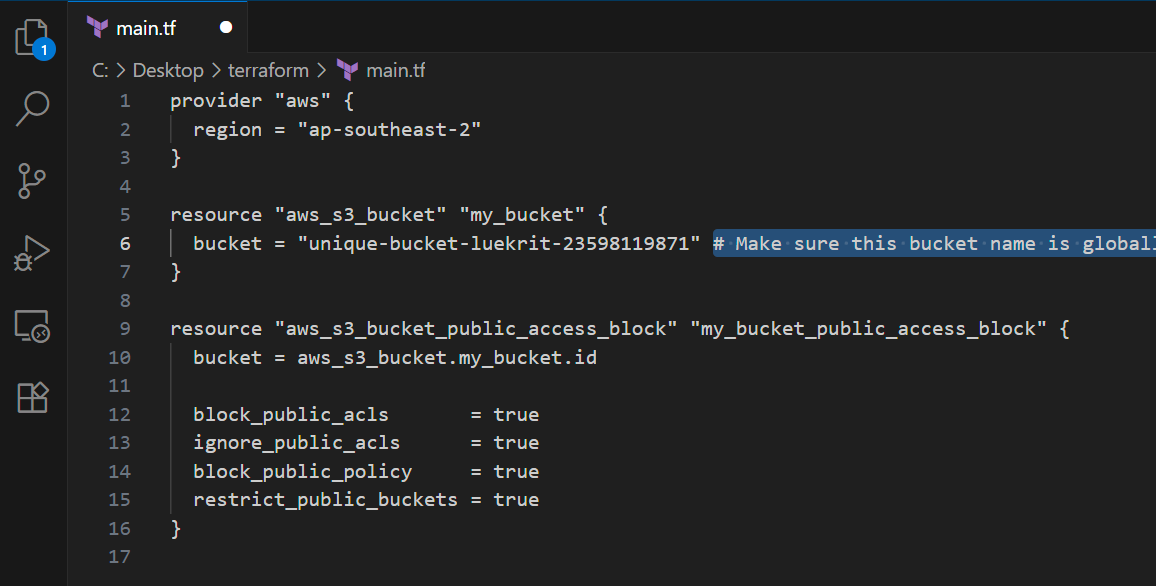 main.tf
1
C: > Desktop > terraform > main.tf
1 provider "aws" {
2   region = "ap-southeast-2"
3 }
4
5 resource "aws_s3_bucket" "my_bucket" {
6   bucket = "unique-bucket-luekrit-23598119871" # Make sure this bucket name is global
7 }
8
9 resource "aws_s3_bucket_public_access_block" "my_bucket_public_access_block" {
10   bucket = aws_s3_bucket.my_bucket.id
11
12   block_public_acls       = true
13   ignore_public_acls      = true
14   block_public_policy     = true
15   restrict_public_buckets = true
16 }
17